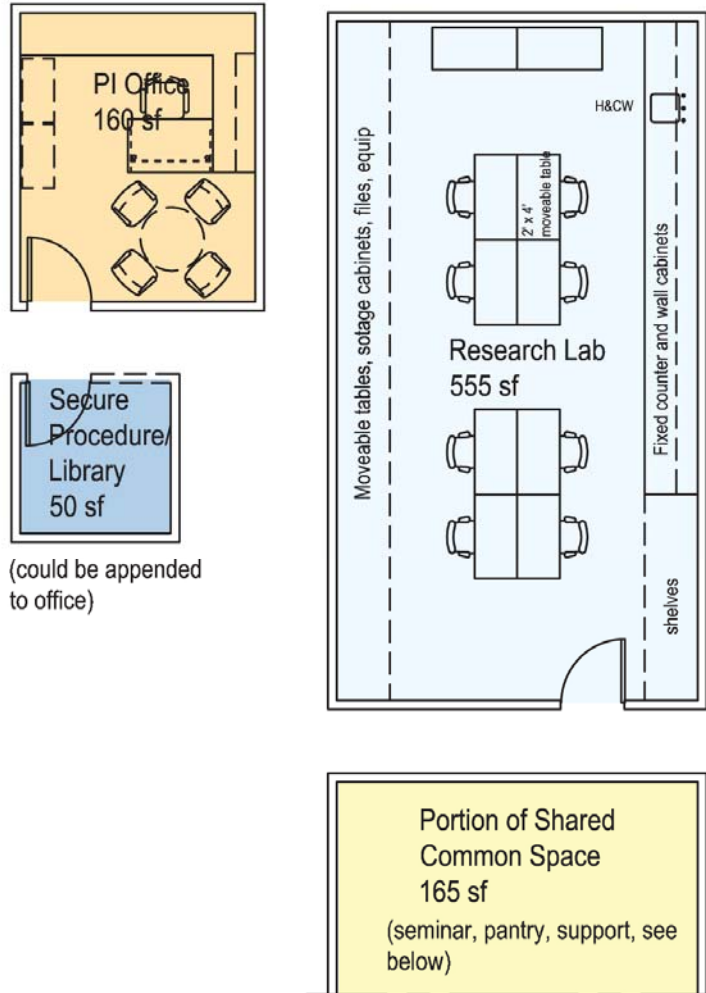 PI Office
160 sf
Secure
Procedure/
Library
50 sf
(could be appended
to office)
Moveable tables, sotage cabinets, files, equip
H&CW
2' x 4'
moveable table
Research Lab
555 sf
Fixed counter and wall cabinets
shelves
Portion of Shared
Common Space
165 sf
(seminar, pantry, support, see
below)